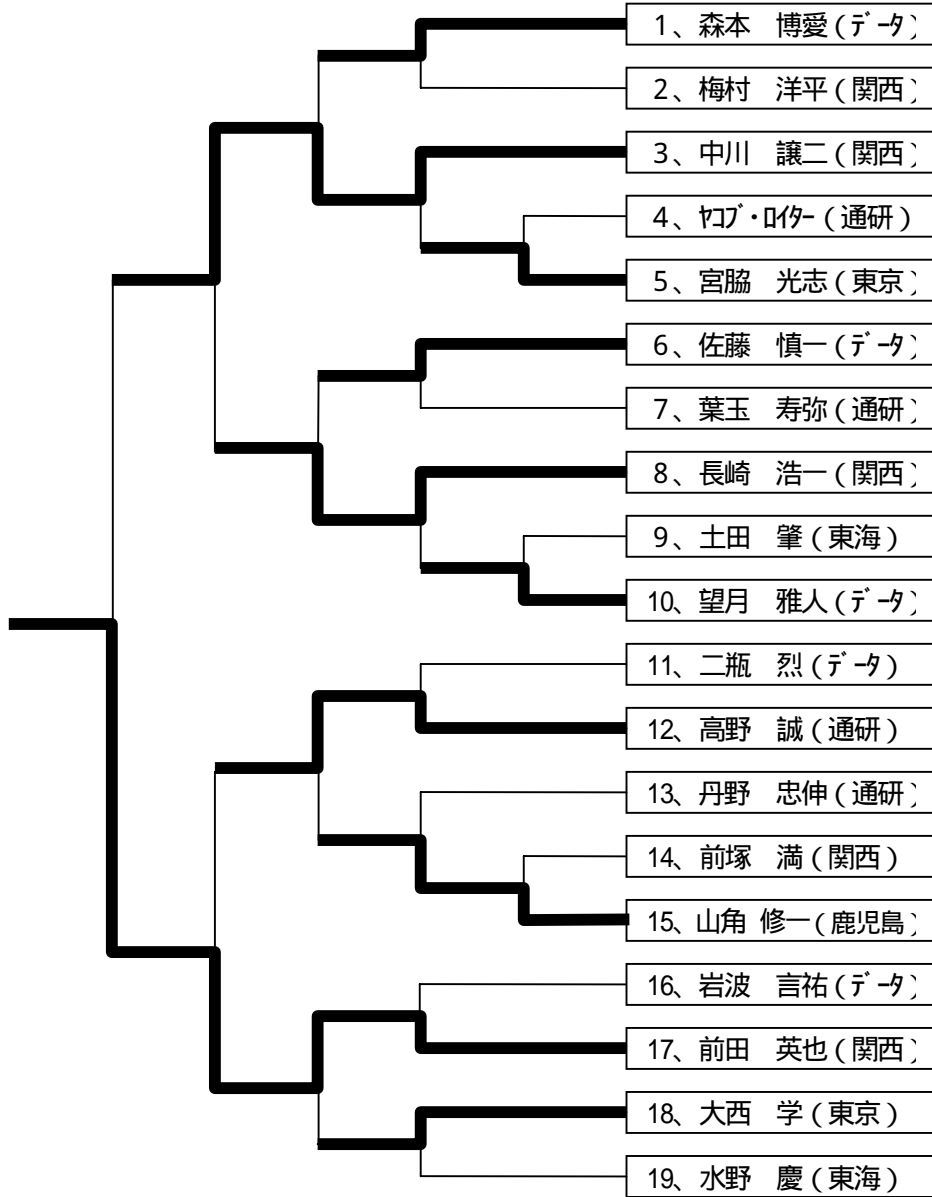 1、森本　博愛(ﾃﾞｰﾀ)
2、梅村　洋平(関西)
3、中川　譲二(関西)
4、ﾔｺﾌﾞ・ﾛｲﾀｰ(通研)
5、宮脇　光志(東京)
6、佐藤　慎一(ﾃﾞｰﾀ)
7、葉玉　寿弥(通研)
8、長崎　浩一(関西)
9、土田　肇(東海)
10、望月　雅人(ﾃﾞｰﾀ)
11、二瓶　烈(ﾃﾞｰﾀ)
12、高野　誠(通研)
13、丹野　忠伸(通研)
14、前塚　満(関西)
15、山角 修一(鹿児島)
16、岩波　言祐(ﾃﾞｰﾀ)
17、前田　英也(関西)
18、大西　学(東京)
19、水野　慶(東海)